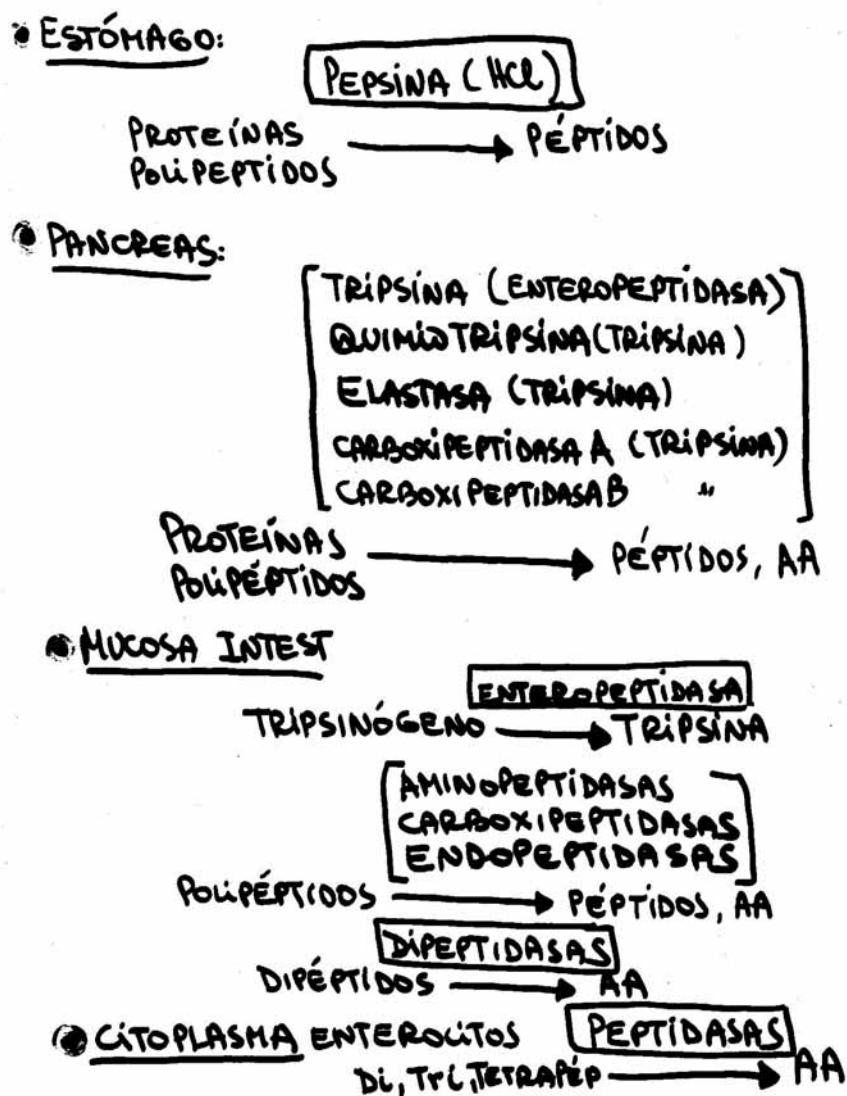 ESTÓMAGO:
PEPSINA (HCl)
PROTEÍNAS → PÉPTIDOS
POLIPEPTIDOS
PANCREAS:
TRIPSINA (ENTEROPEPTIDASA)
QUIMIOTRIPSINA (TRIPSINA)
ELASTASA (TRIPSINA)
CARBOXIPEPTIDASA A (TRIPSINA)
CARBOXIPEPTIDASA B "
PROTEÍNAS → PÉPTIDOS, AA
POLIPÉPTIDOS
MUCOSA INTEST
ENTEROPEPTIDASA
TRIPSINÓGENO → TRIPSINA
AMINOPEPTIDASAS
CARBOXIPEPTIDASAS
ENDOPEPTIDASAS
POLIPÉPTIDOS → PÉPTIDOS, AA
DIPEPTIDASAS
DIPÉPTIDOS → AA
CITOPLASMA ENTEROCITOS PEPTIDASAS
Di, Tri, TETRAPÉP → AA